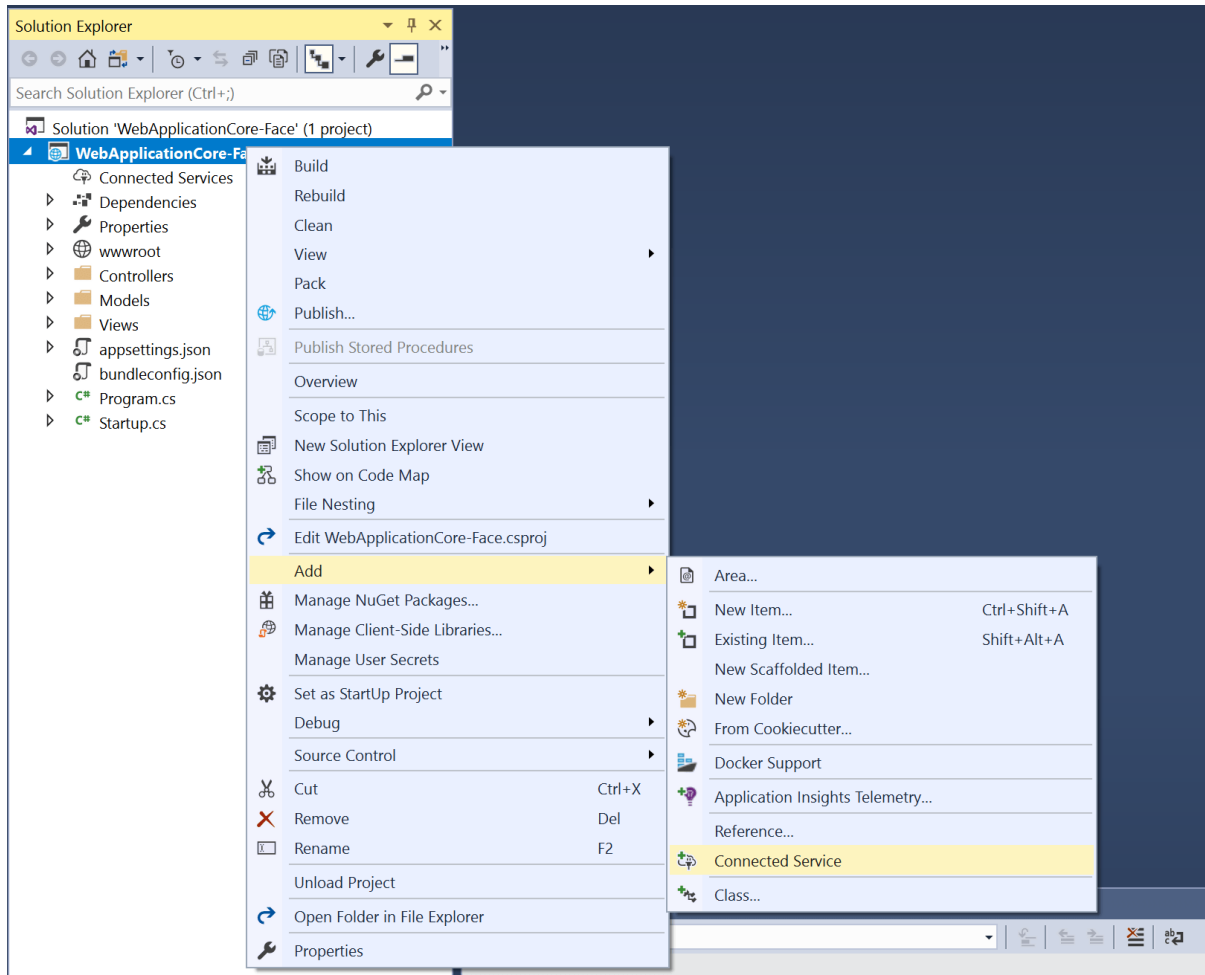 Solution Explorer
Search Solution Explorer (Ctrl+;)
Solution 'WebApplicationCore-Face' (1 project)
WebApplicationCore-Fa
Connected Services
Dependencies
Properties
wwwroot
Controllers
Models
Views
appsettings.json
bundleconfig.json
C# Program.cs
C# Startup.cs
Build
Rebuild
Clean
View
Pack
Publish...
Publish Stored Procedures
Overview
Scope to This
New Solution Explorer View
Show on Code Map
File Nesting
Edit WebApplicationCore-Face.csproj
Add
Manage NuGet Packages...
Manage Client-Side Libraries...
Manage User Secrets
Set as StartUp Project
Debug
Source Control
Cut Ctrl+X
Remove Del
Rename F2
Unload Project
Open Folder in File Explorer
Properties
Area...
New Item... Ctrl+Shift+A
Existing Item... Shift+Alt+A
New Scaffolded Item...
New Folder
From Cookiecutter...
Docker Support
Application Insights Telemetry...
Reference...
Connected Service
Class...